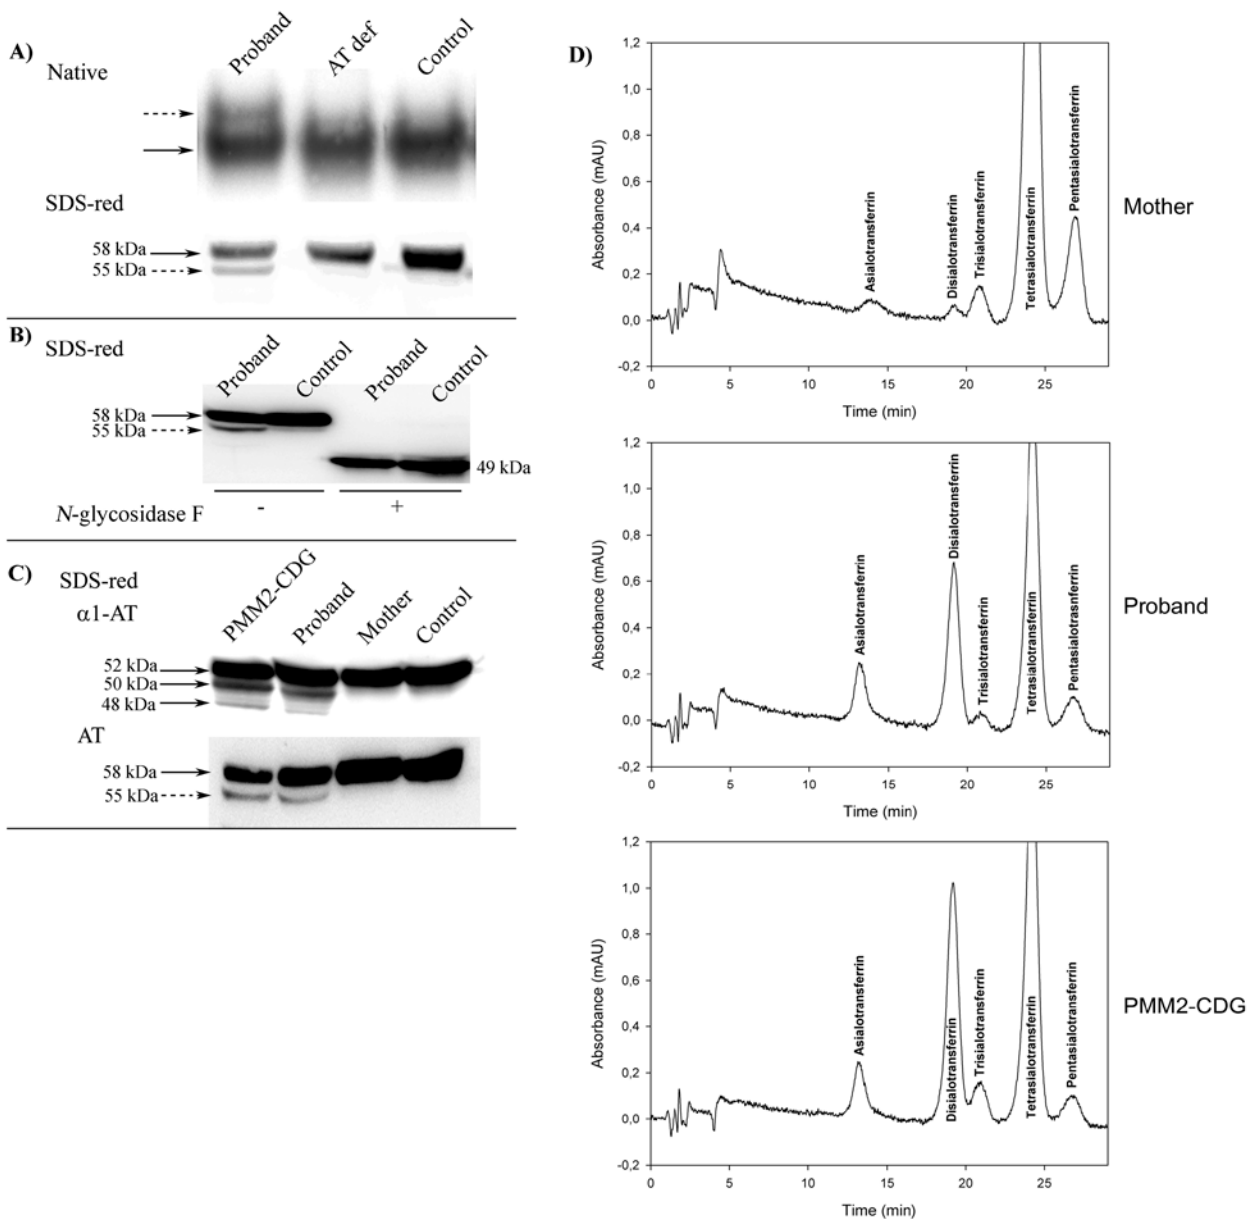 A)
Native
Proband
AT def
Control
SDS-red
58 kDa
55 kDa
B)
SDS-red
Proband
Control
Proband
Control
58 kDa
55 kDa
49 kDa
N-glycosidase F
-
+
C)
SDS-red
α1-AT
PMM2-CDG
Proband
Mother
Control
52 kDa
50 kDa
48 kDa
AT
58 kDa
55 kDa
D)
1,2
1,0
0,8
0,6
0,4
0,2
0,0
-0,2
Absorbance (mAU)
Asialotransferrin
Disialotransferrin
Trisialotransferrin
Tetrasialotransferrin
Pentasialotransferrin
0 5 10 15 20 25
Time (min)
Mother
1,2
1,0
0,8
0,6
0,4
0,2
0,0
-0,2
Absorbance (mAU)
Asialotransferrin
Disialotransferrin
Trisialotransferrin
Tetrasialotransferrin
Pentasialotrasnferrin
0 5 10 15 20 25
Time (min)
Proband
1,2
1,0
0,8
0,6
0,4
0,2
0,0
-0,2
Absorbance (mAU)
Asialotransferrin
Disialotransferrin
Trisialotransferrin
Tetrasialotransferrin
Pentasialotransferrin
0 5 10 15 20 25
Time (min)
PMM2-CDG